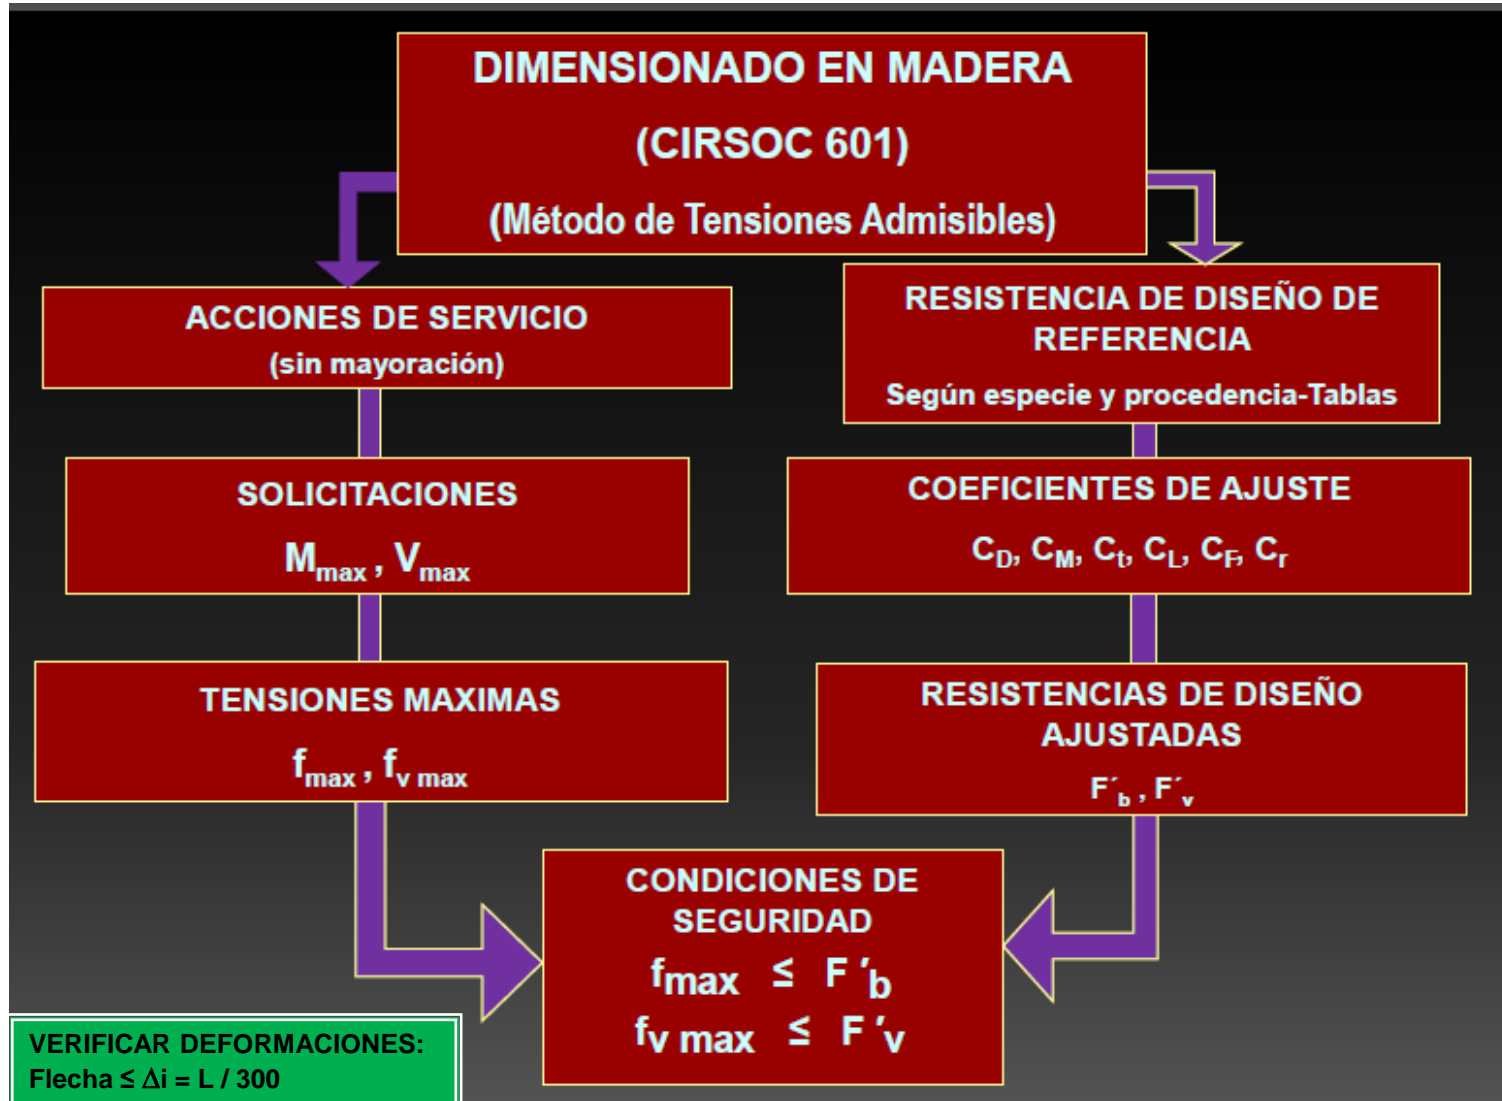 DIMENSIONADO EN MADERA
(CIRSOC 601)
(Método de Tensiones Admisibles)
ACCIONES DE SERVICIO
(sin mayoración)
SOLICITACIONES
Mmax , Vmax
TENSIONES MAXIMAS
fmax , fv max
RESISTENCIA DE DISEÑO DE
REFERENCIA
Según especie y procedencia-Tablas
COEFICIENTES DE AJUSTE
CD, CM, Ct, CL, CF, Cr
RESISTENCIAS DE DISEÑO
AJUSTADAS
F´b , F´v
CONDICIONES DE
SEGURIDAD
fmax ≤ F ′b
fv max ≤ F ′v
VERIFICAR DEFORMACIONES:
Flecha ≤ Δi = L / 300